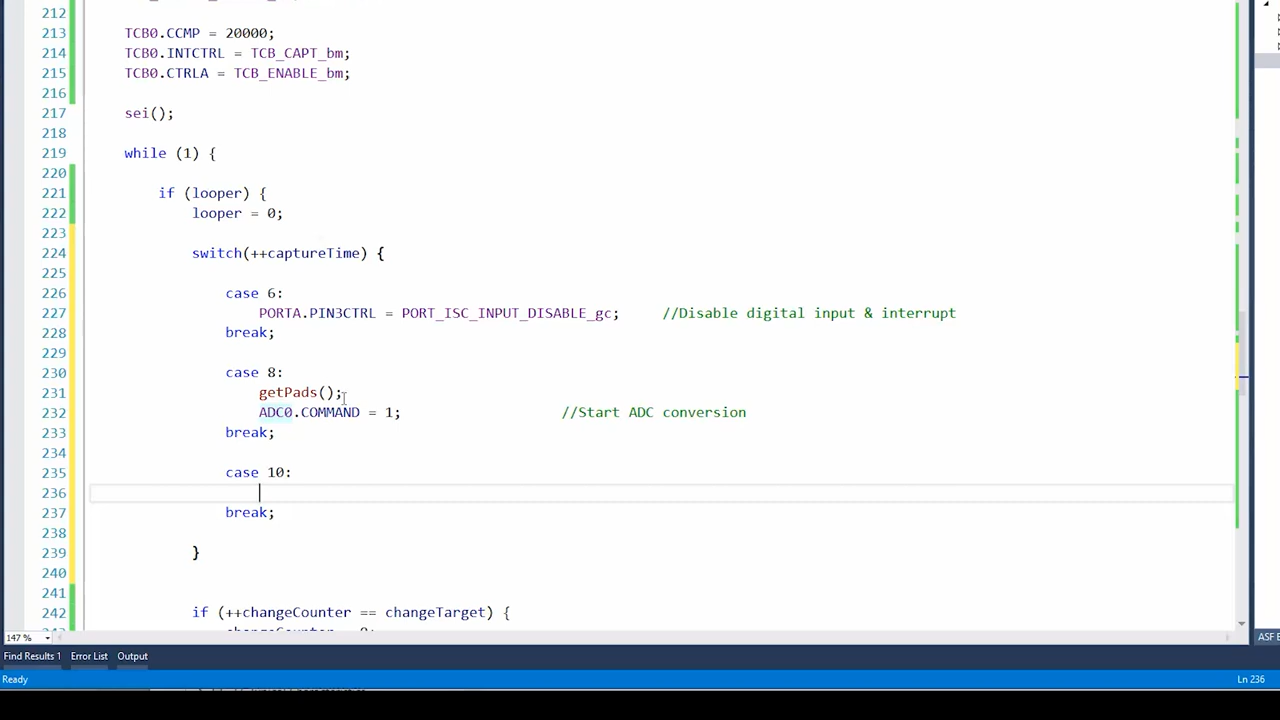 212
213 TCB0.CCMP = 20000;
214 TCB0.INTCTRL = TCB_CAPT_bm;
215 TCB0.CTRLA = TCB_ENABLE_bm;
216
217 sei();
218
219 while (1) {
220
221 if (looper) {
222 looper = 0;
223
224 switch(++captureTime) {
225
226 case 6:
227 PORTA.PIN3CTRL = PORT_ISC_INPUT_DISABLE_gc; //Disable digital input & interrupt
228 break;
229
230 case 8:
231 getPads();
232 ADC0.COMMAND = 1; //Start ADC conversion
233 break;
234
235 case 10:
236
237 break;
238
239 }
240
241
242 if (++changeCounter == changeTarget) {
147 %
ASF
Find Results 1 Error List Output
Ready Ln 236